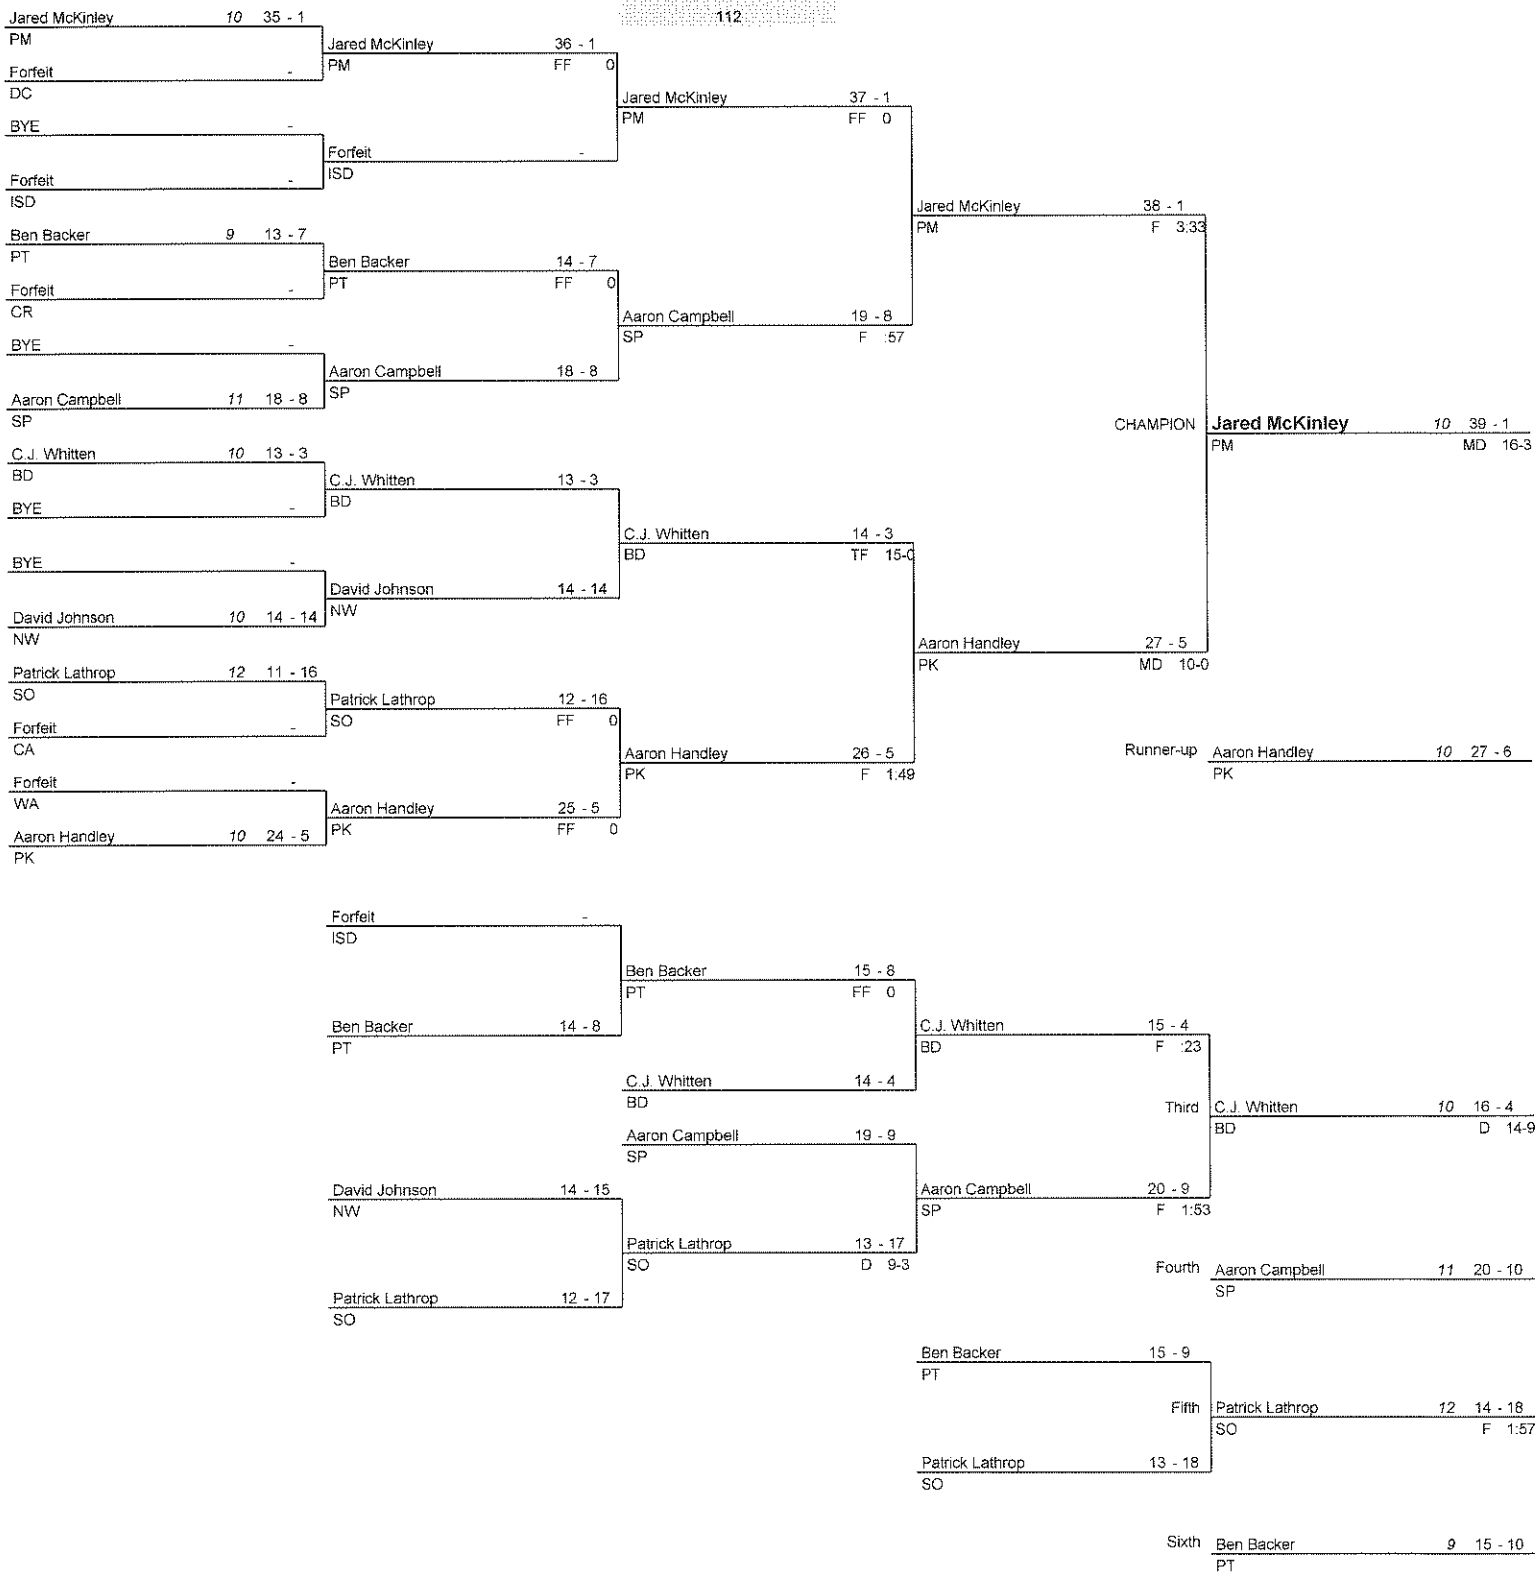 112
Jared McKinley 10 35 - 1
PM
Forfeit -
DC
BYE -
Forfeit -
ISD
Ben Backer 9 13 - 7
PT
Forfeit -
CR
BYE -
Aaron Campbell 11 18 - 8
SP
C.J. Whitten 10 13 - 3
BD
BYE -
BYE -
David Johnson 10 14 - 14
NW
Patrick Lathrop 12 11 - 16
SO
Forfeit -
CA
Forfeit -
WA
Aaron Handley 10 24 - 5
PK
Jared McKinley 36 - 1
PM FF 0
Forfeit -
ISD
Ben Backer 14 - 7
PT FF 0
Aaron Campbell 18 - 8
SP
C.J. Whitten 13 - 3
BD
David Johnson 14 - 14
NW
Patrick Lathrop 12 - 16
SO FF 0
Aaron Handley 25 - 5
PK FF 0
Jared McKinley 37 - 1
PM FF 0
Aaron Campbell 19 - 8
SP F :57
C.J. Whitten 14 - 3
BD TF 15-0
Aaron Handley 26 - 5
PK F 1:49
Jared McKinley 38 - 1
PM F 3:33
Aaron Handley 27 - 5
PK MD 10-0
CHAMPION Jared McKinley 10 39 - 1
PM MD 16-3
Runner-up Aaron Handley 10 27 - 6
PK
Forfeit -
ISD
Ben Backer 14 - 8
PT
David Johnson 14 - 15
NW
Patrick Lathrop 12 - 17
SO
Ben Backer 15 - 8
PT FF 0
C.J. Whitten 14 - 4
BD
Aaron Campbell 19 - 9
SP
Patrick Lathrop 13 - 17
SO D 9-3
C.J. Whitten 15 - 4
BD F :23
Aaron Campbell 20 - 9
SP F 1:53
Third C.J. Whitten 10 16 - 4
BD D 14-9
Fourth Aaron Campbell 11 20 - 10
SP
Ben Backer 15 - 9
PT
Patrick Lathrop 13 - 18
SO
Fifth Patrick Lathrop 12 14 - 18
SO F 1:57
Sixth Ben Backer 9 15 - 10
PT